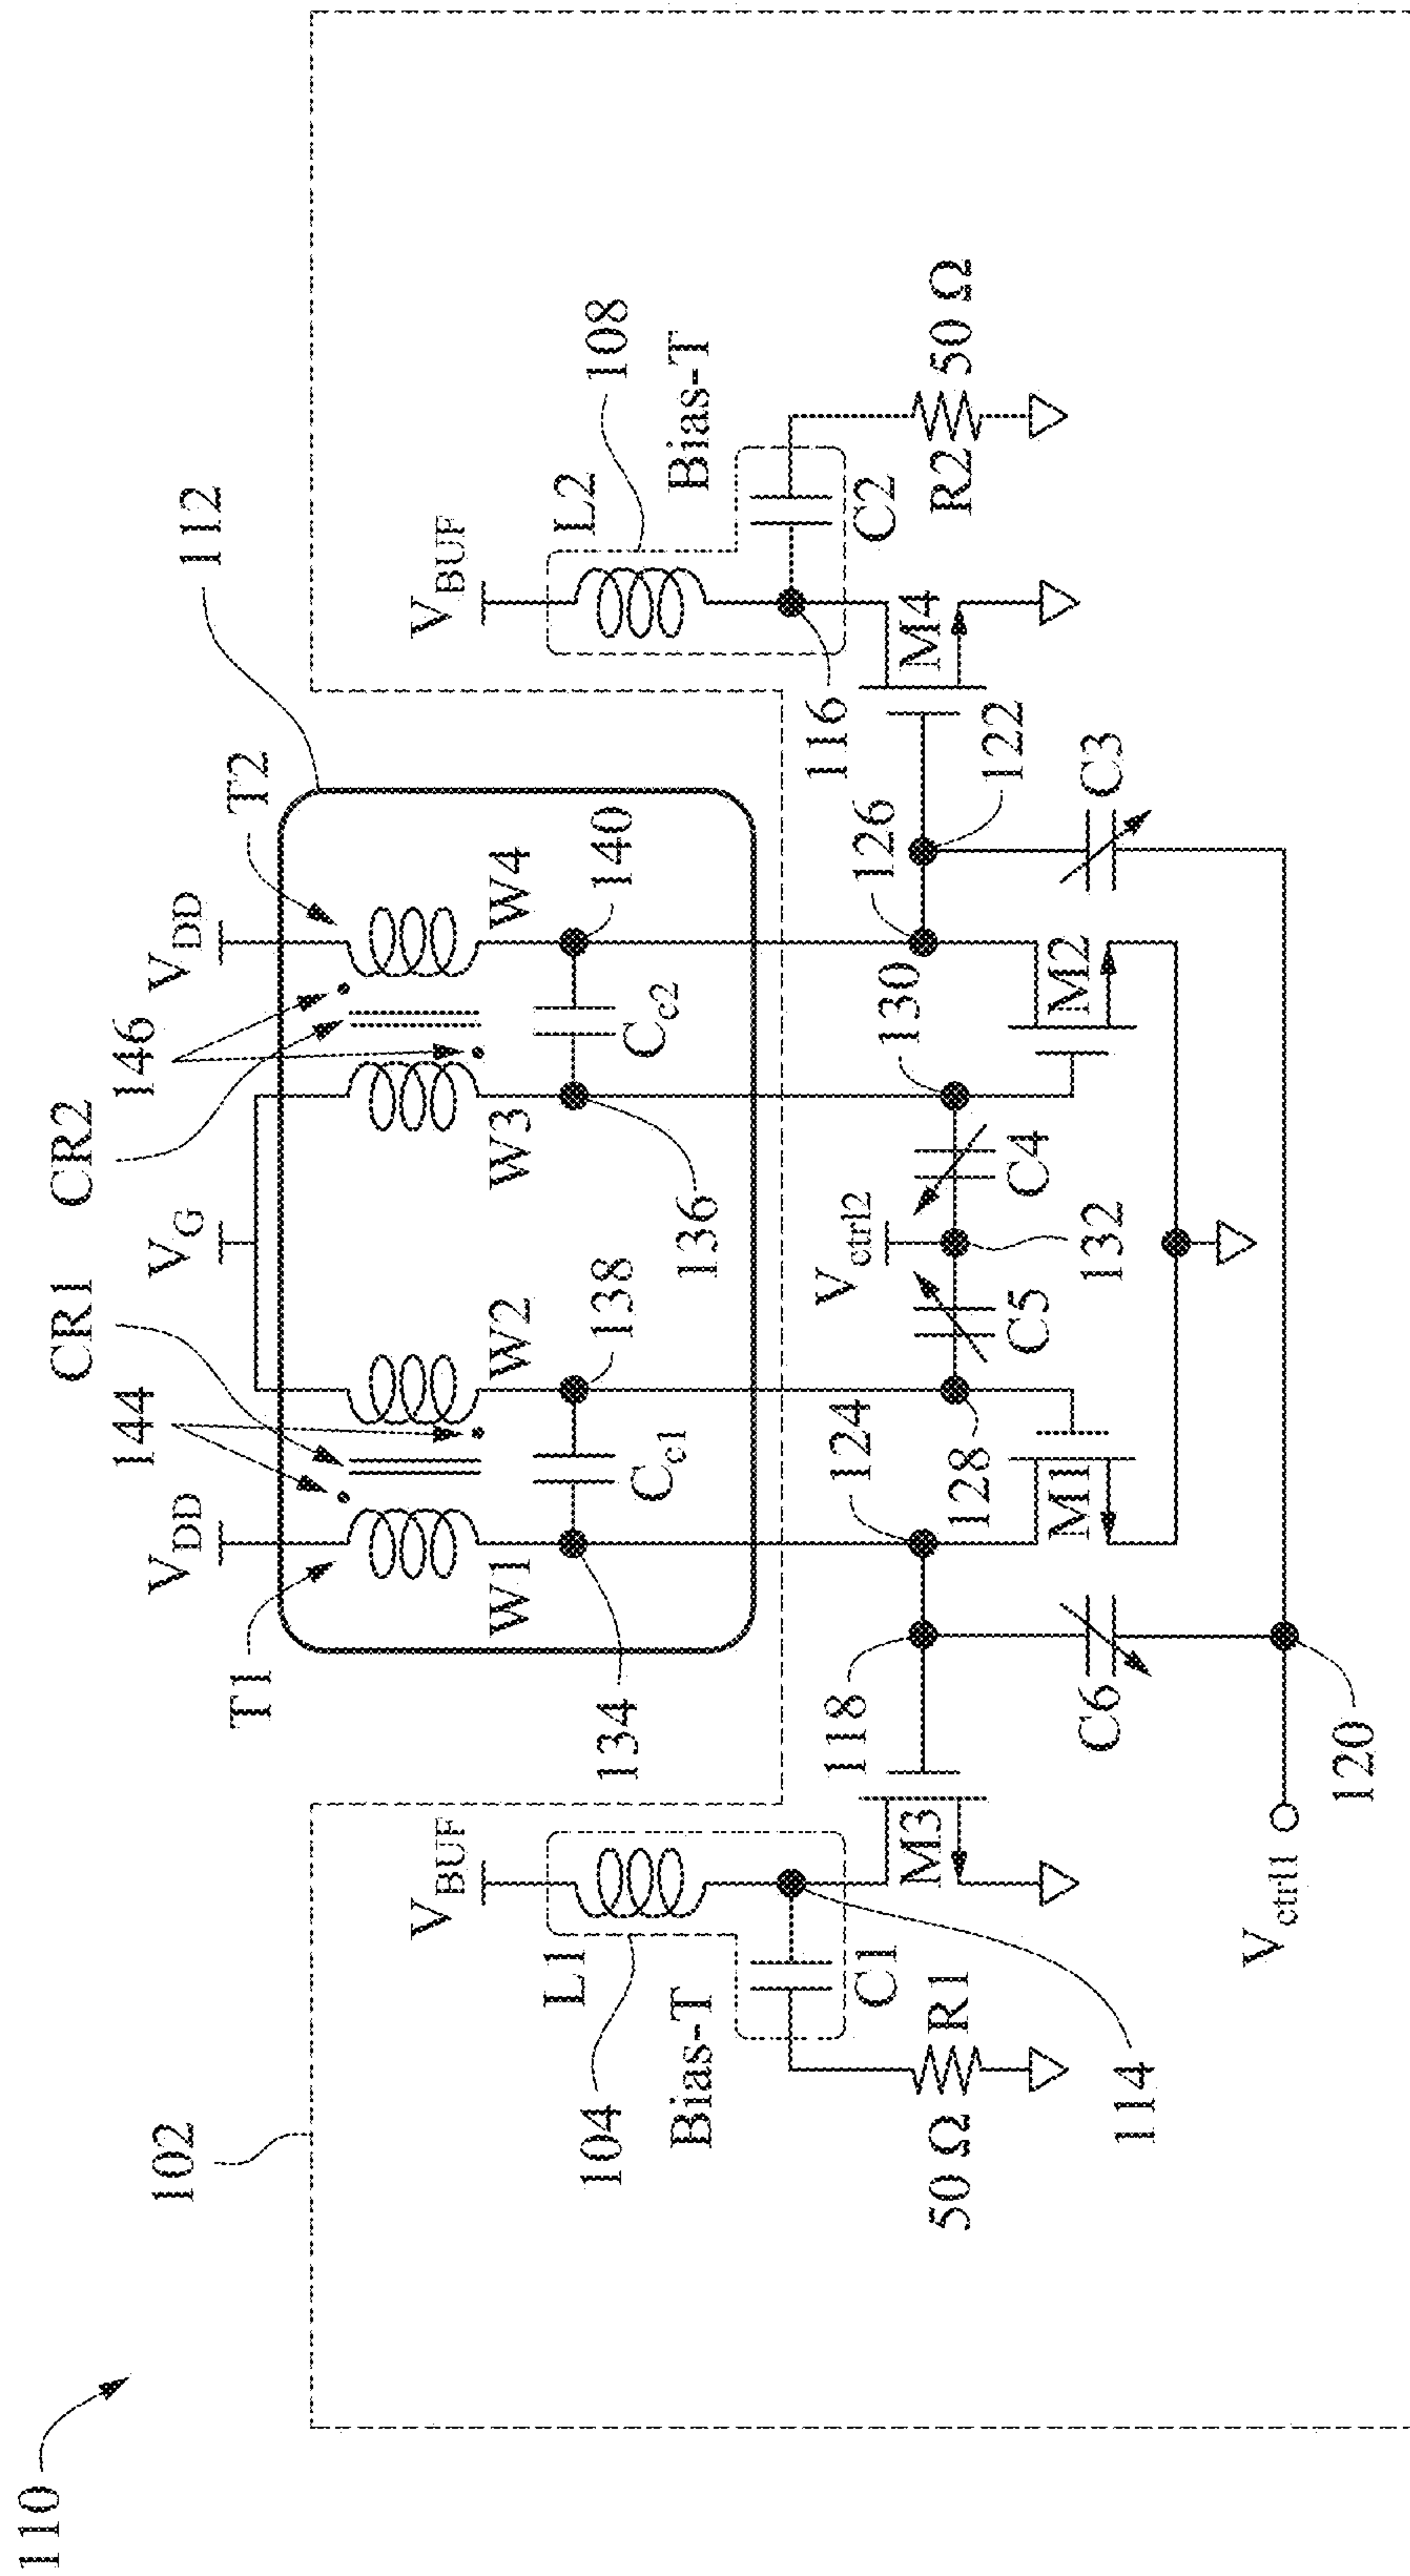 110
102
CR1
CR2
144
146
112
V_DD
V_G
V_DD
T1
T2
W1
W2
W3
W4
C_c1
C_c2
134
138
136
140
V_BUF
V_BUF
L1
L2
104
108
Bias-T
Bias-T
C1
C2
50 Ω
R1
R2
50 Ω
114
116
M3
M4
118
124
128
V_ctrl2
130
126
122
C5
C4
132
M1
M2
C6
C3
V_ctrl1
120